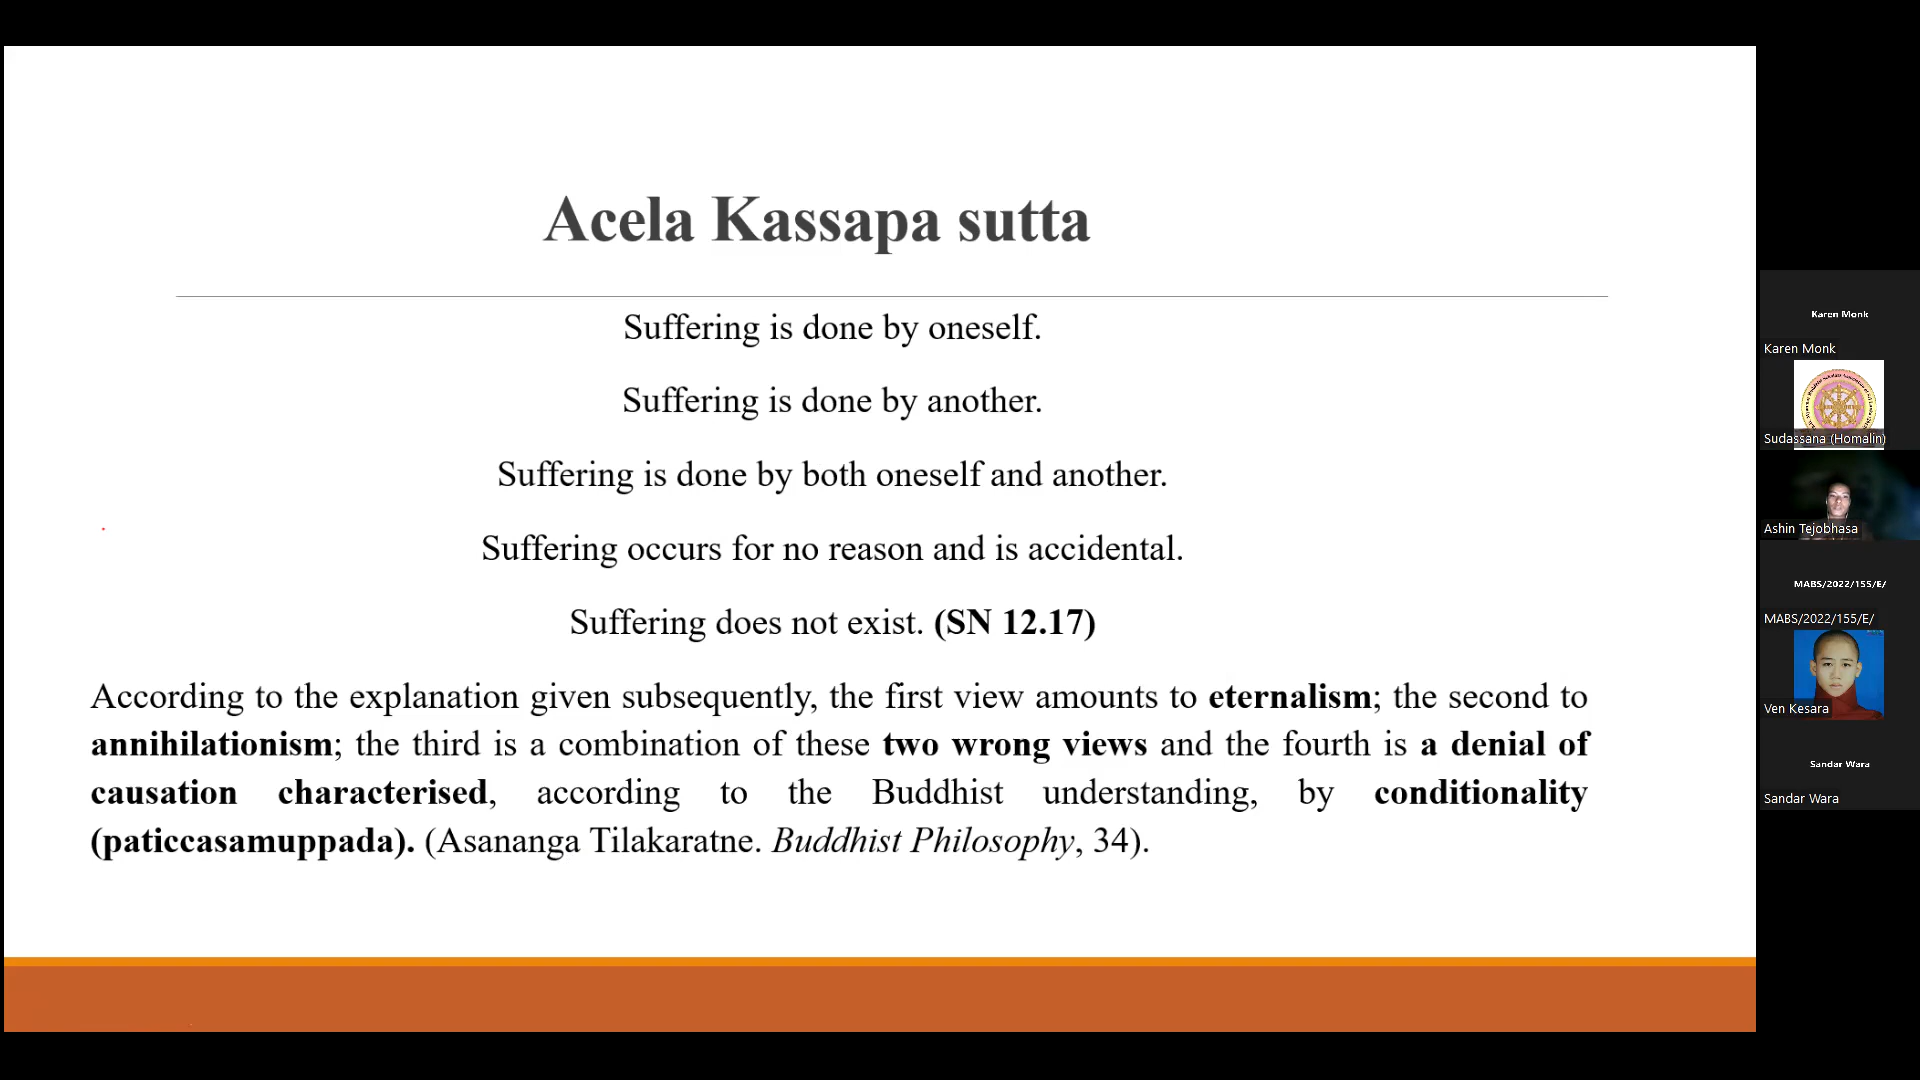 Acela Kassapa sutta
Suffering is done by oneself.
Suffering is done by another.
Suffering is done by both oneself and another.
Suffering occurs for no reason and is accidental.
Suffering does not exist. (SN 12.17)
According to the explanation given subsequently, the first view amounts to eternalism; the second to
annihilationism; the third is a combination of these two wrong views and the fourth is a denial of
causation characterised, according to the Buddhist understanding, by conditionality
(paticcasamuppada). (Asananga Tilakaratne. Buddhist Philosophy, 34).
Karen Monk
Karen Monk
Sudassana (Homalin)
Ashin Tejobhasa
MABS/2022/155/E/
MABS/2022/155/E/
Ven Kesara
Sandar Wara
Sandar Wara